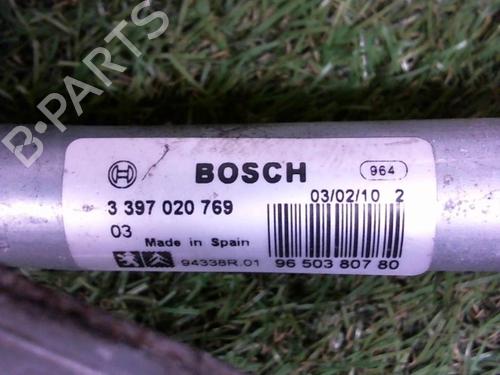 B-PARTS
BOSCH
964
3 397 020 769
03/02/10 2
03
Made in Spain
94338R.01
96 503 807 80